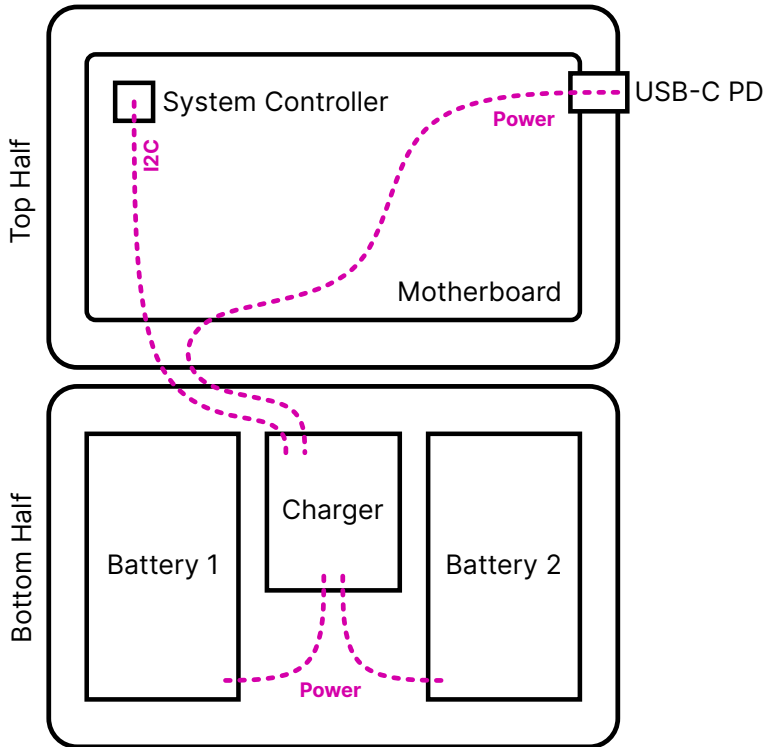 Top Half
System Controller
USB-C PD
Power
I2C
Motherboard
Bottom Half
Charger
Battery 1
Battery 2
Power